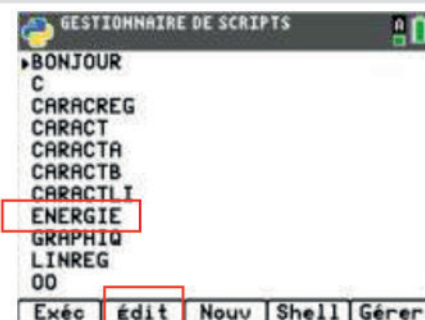 GESTIONNAIRE DE SCRIPTS A
▸BONJOUR
C
CARACREG
CARACT
CARACTA
CARACTB
CARACTLI
ENERGIE
GRAPHIQ
LINREG
OO
Exéc Édit Nouv Shell Gérer